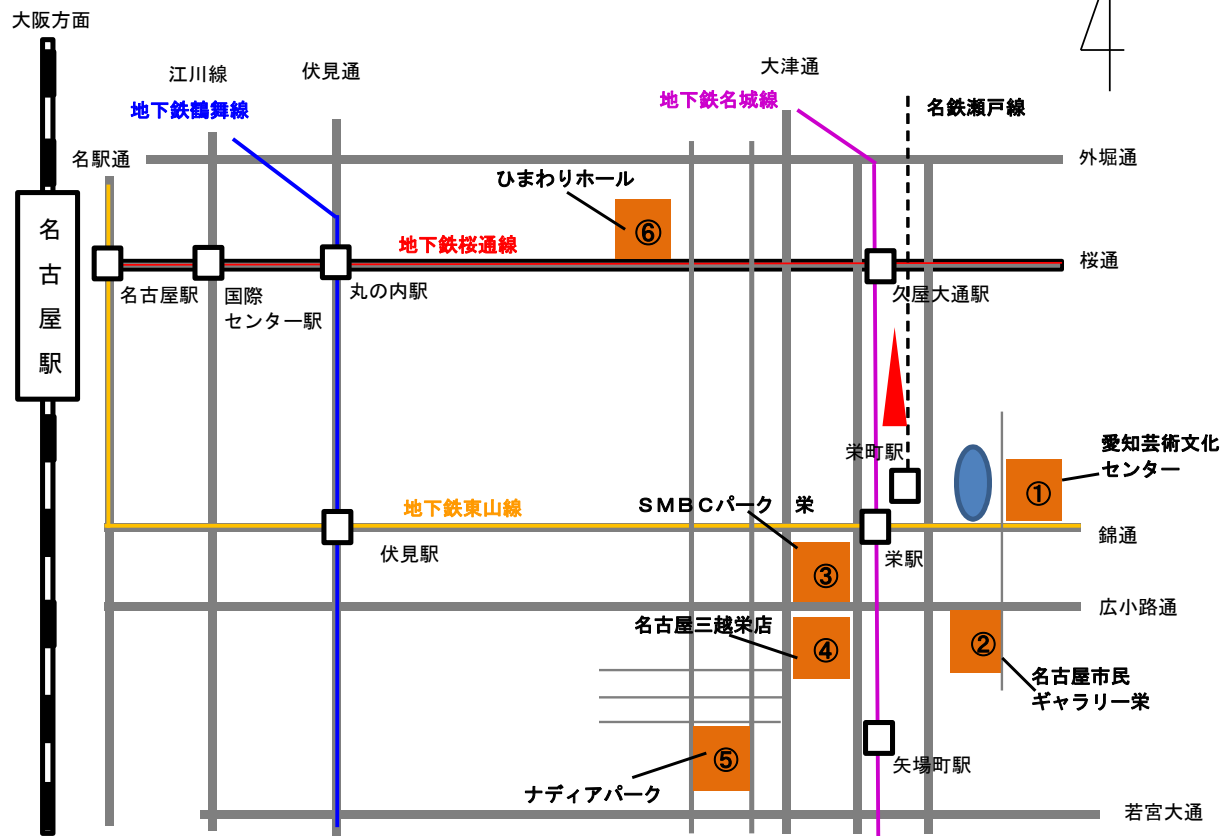 大阪方面
江川線
伏見通
大津通
地下鉄鶴舞線
地下鉄名城線
名鉄瀬戸線
名駅通
外堀通
ひまわりホール
⑥
名古屋駅
地下鉄桜通線
桜通
名古屋駅
国際
センター駅
丸の内駅
久屋大通駅
栄町駅
愛知芸術文化
センター
①
地下鉄東山線
SMBCパーク 栄
錦通
伏見駅
栄駅
③
広小路通
名古屋三越栄店
④
②
名古屋市民
ギャラリー栄
⑤
矢場町駅
ナディアパーク
若宮大通